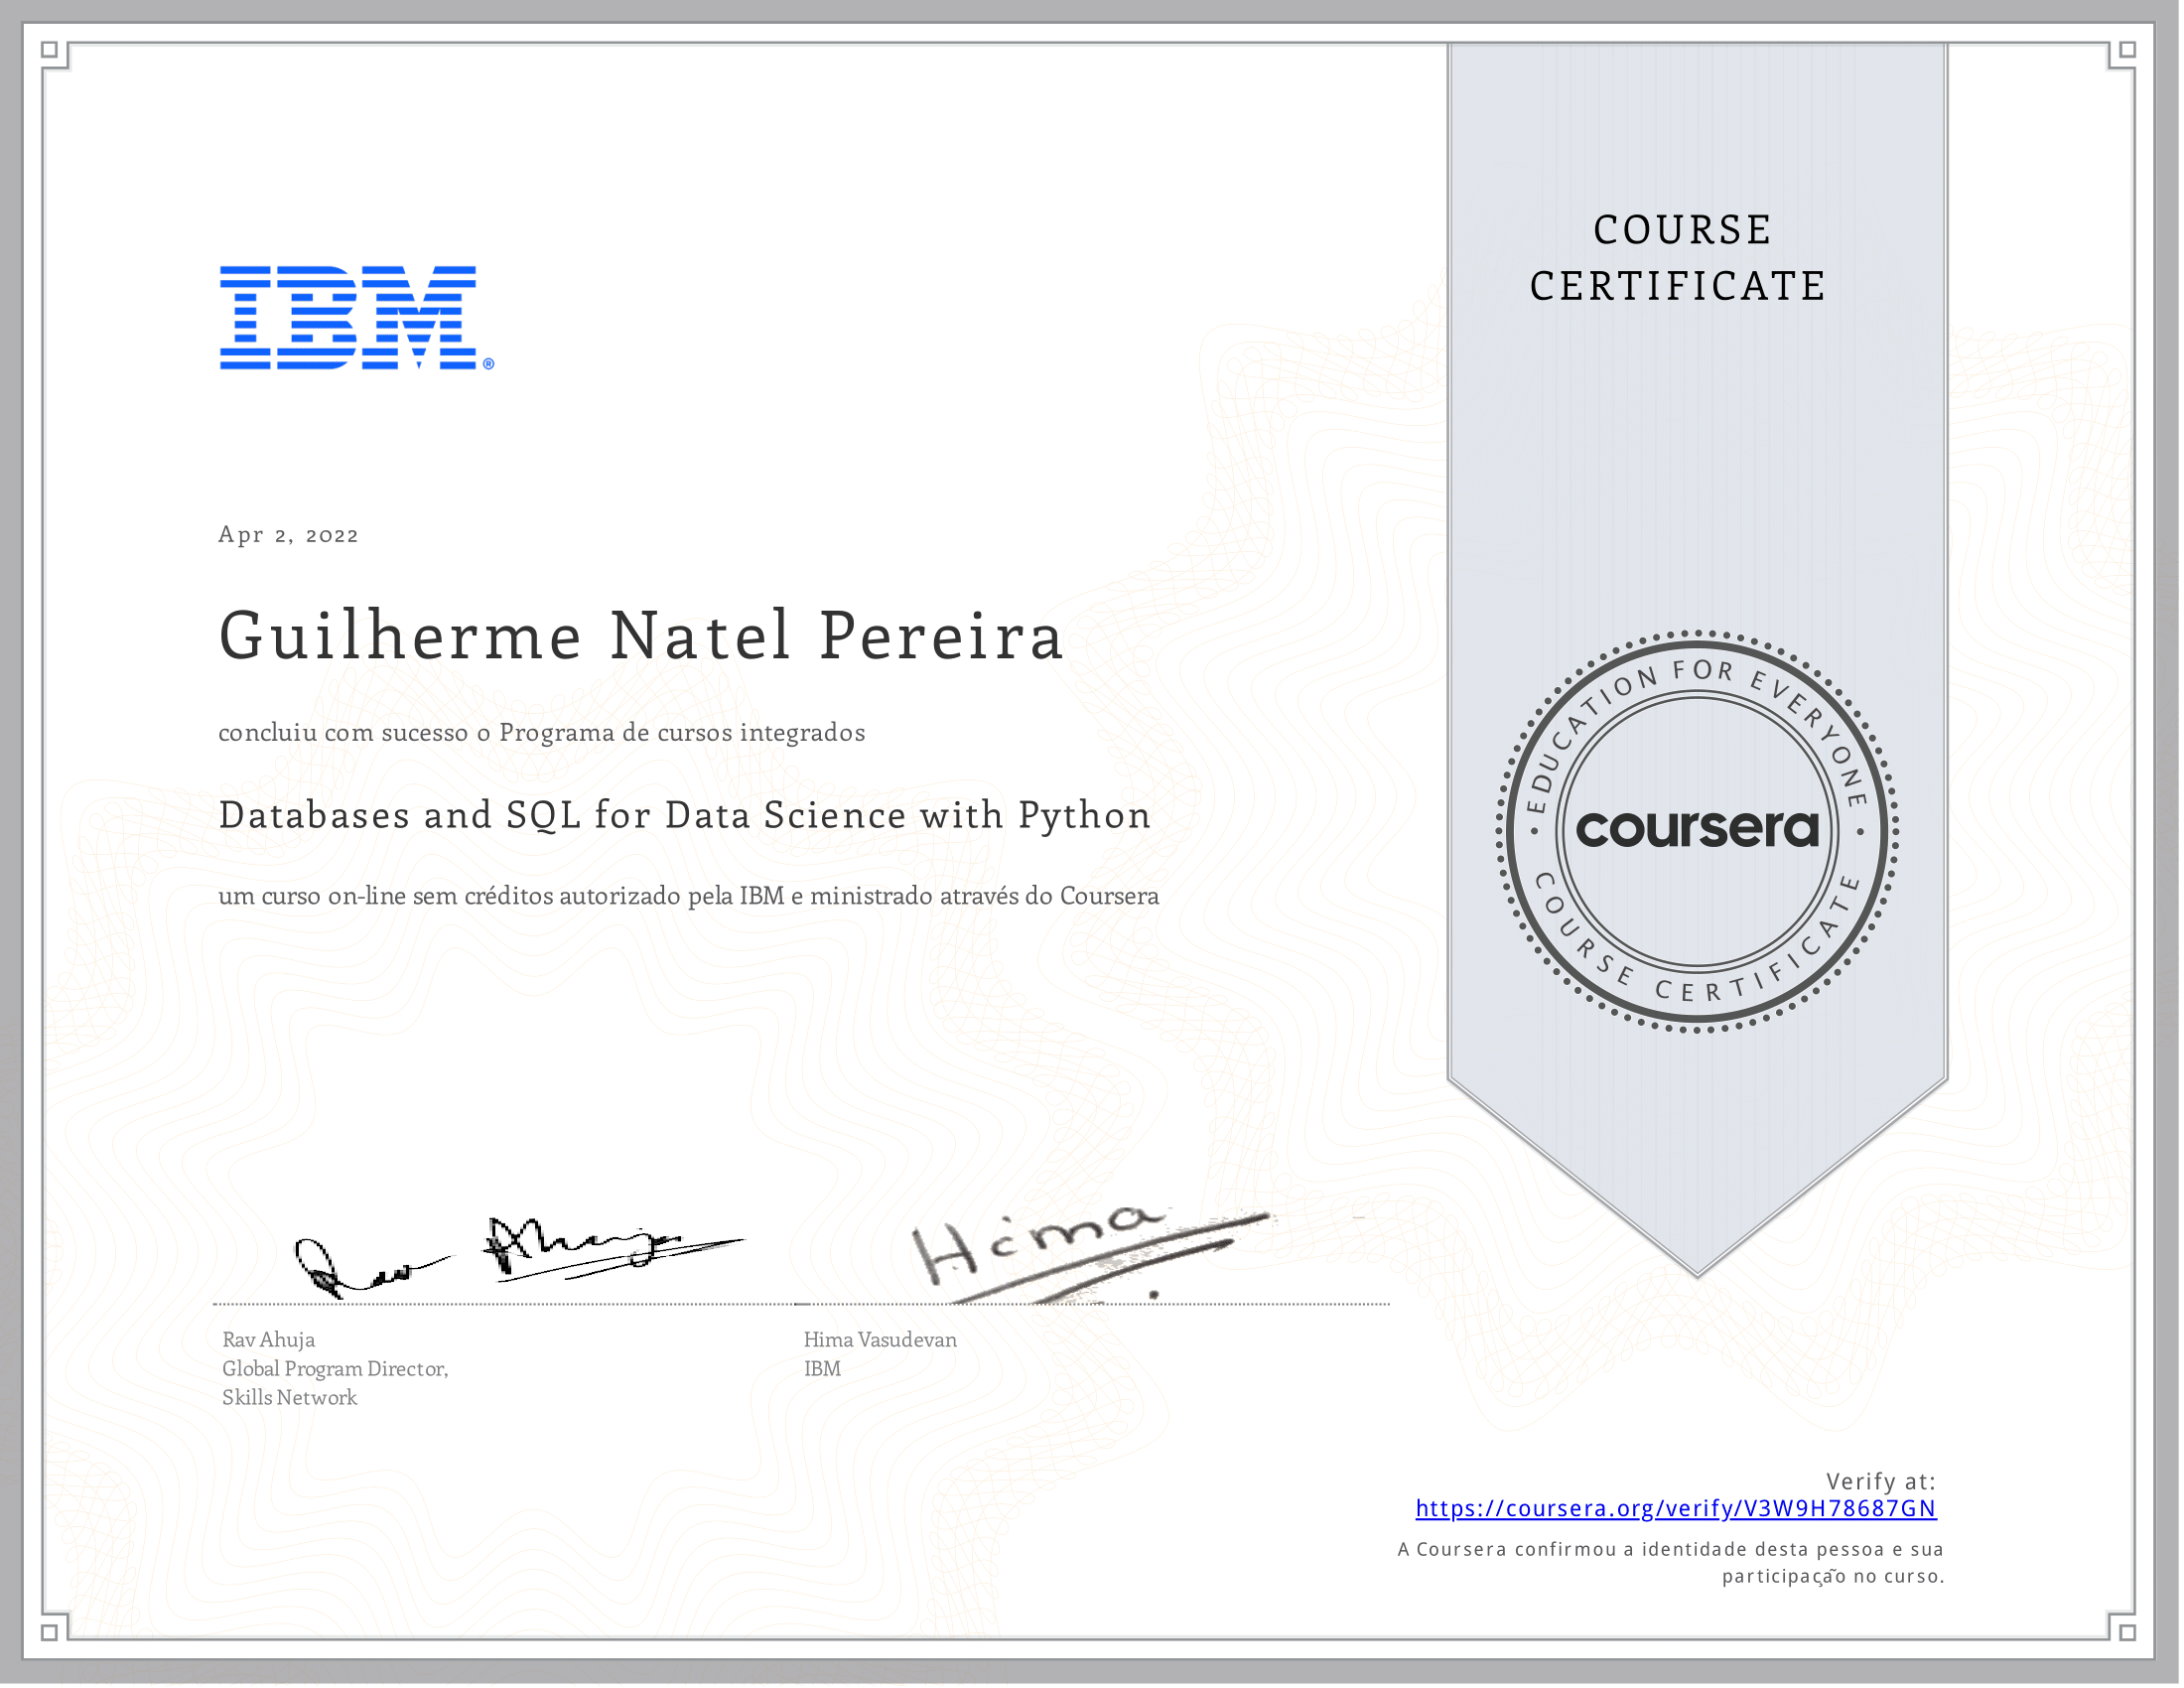 IBM®
COURSE
CERTIFICATE
Apr 2, 2022
Guilherme Natel Pereira
concluiu com sucesso o Programa de cursos integrados
Databases and SQL for Data Science with Python
um curso on-line sem créditos autorizado pela IBM e ministrado através do Coursera
EDUCATION FOR EVERYONE
coursera
COURSE CERTIFICATE
Hima
Rav Ahuja
Global Program Director,
Skills Network
Hima Vasudevan
IBM
Verify at:
https://coursera.org/verify/V3W9H78687GN
A Coursera confirmou a identidade desta pessoa e sua
participação no curso.